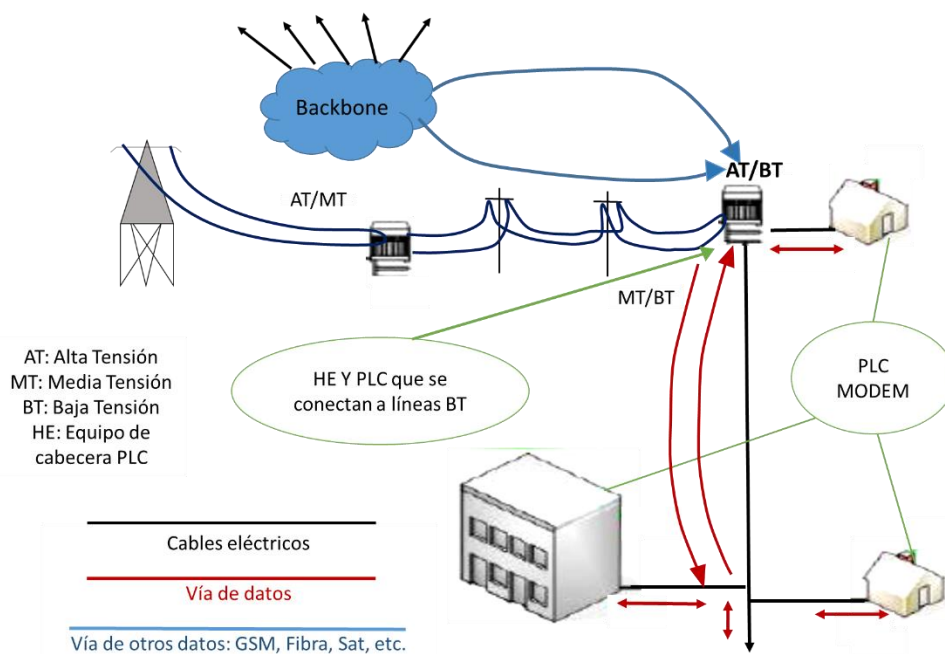 Backbone
AT/BT
AT/MT
MT/BT
AT: Alta Tensión
MT: Media Tensión
BT: Baja Tensión
HE: Equipo de
cabecera PLC
HE Y PLC que se
conectan a líneas BT
PLC
MODEM
Cables eléctricos
Vía de datos
Vía de otros datos: GSM, Fibra, Sat, etc.